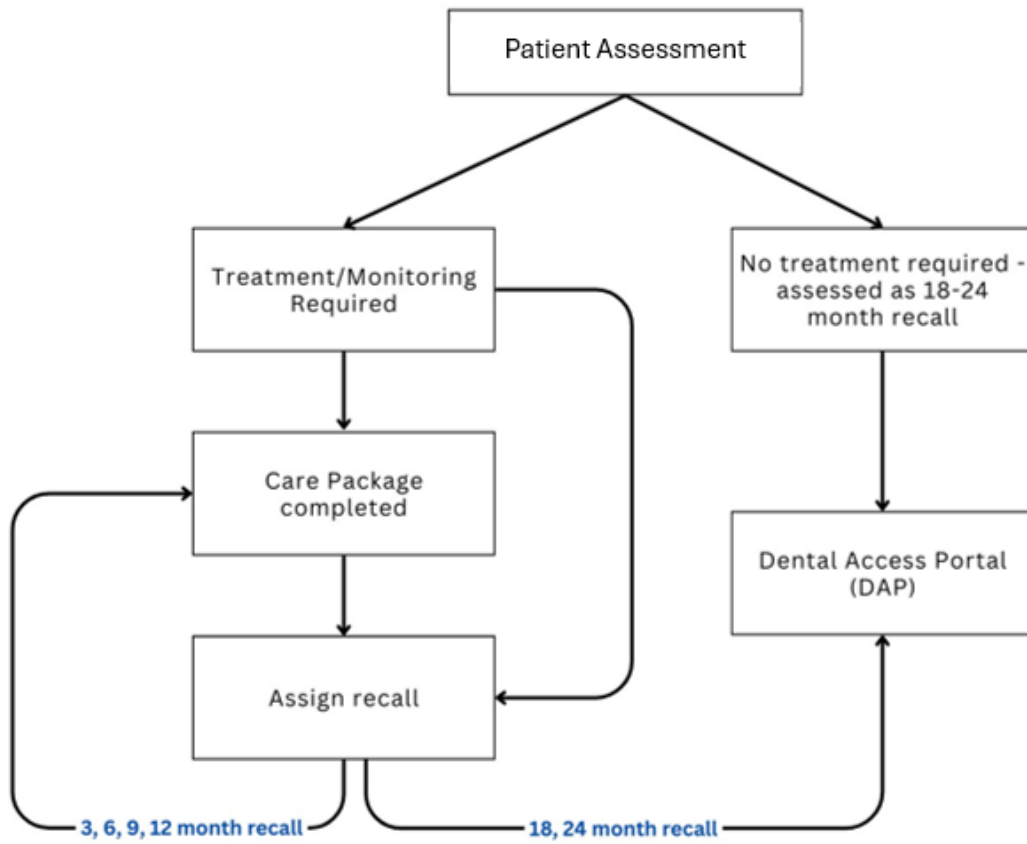 Patient Assessment
Treatment/Monitoring
Required
No treatment required -
assessed as 18-24
month recall
Care Package
completed
Dental Access Portal
(DAP)
Assign recall
3, 6, 9, 12 month recall
18, 24 month recall